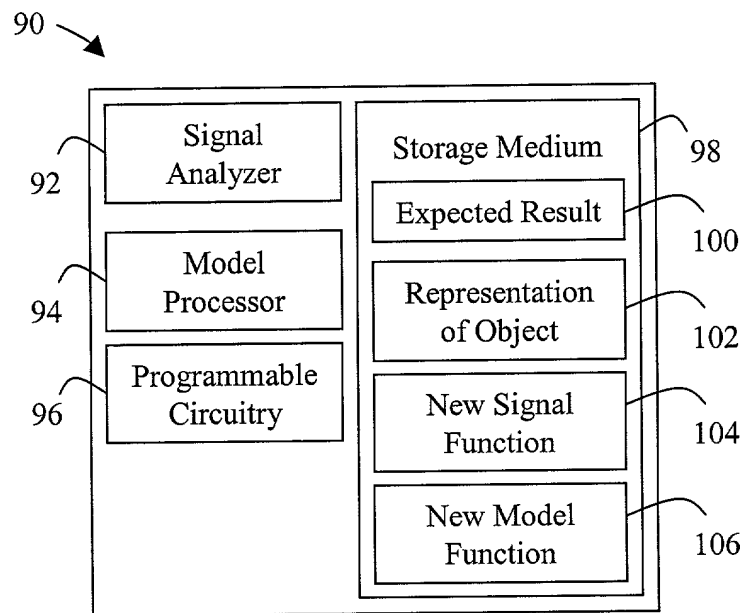 90
Signal
Analyzer
92
Model
Processor
94
Programmable
Circuitry
96
Storage Medium
98
Expected Result
100
Representation
of Object
102
New Signal
Function
104
New Model
Function
106